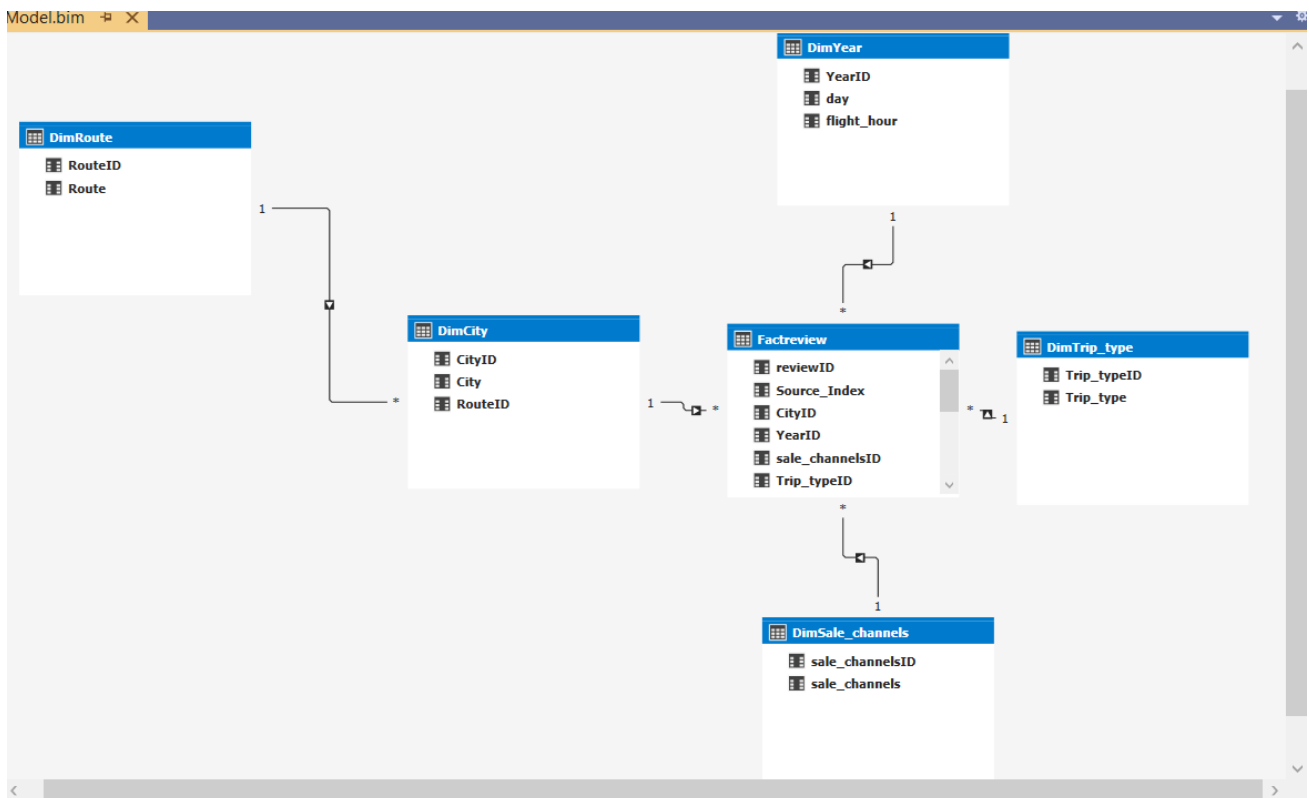 Model.bim
DimYear
YearID
day
flight_hour
1
DimRoute
RouteID
Route
1
*
DimCity
CityID
City
RouteID
*
1
*
Factreview
reviewID
Source_Index
CityID
YearID
sale_channelsID
Trip_typeID
*
1
DimTrip_type
Trip_typeID
Trip_type
*
1
DimSale_channels
sale_channelsID
sale_channels